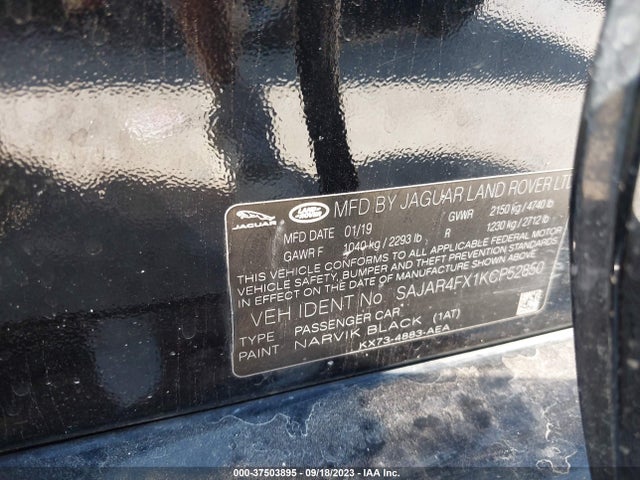 JAGUAR LAND ROVER MFD BY JAGUAR LAND ROVER LTD
MFD DATE 01/19 GVWR 2150 kg / 4740 lb
GAWR F 1040 kg / 2293 lb R 1230 kg / 2712 lb
THIS VEHICLE CONFORMS TO ALL APPLICABLE FEDERAL MOTOR
VEHICLE SAFETY, BUMPER, AND THEFT PREVENTION STANDARDS
IN EFFECT ON THE DATE OF MANUFACTURE SHOWN ABOVE.
VEH IDENT No SAJAR4FX1KCP52850
TYPE PASSENGER CAR
PAINT NARVIK BLACK (1AT)
KX73-4883-AEA
000-37503895 - 09/18/2023 - IAA Inc.